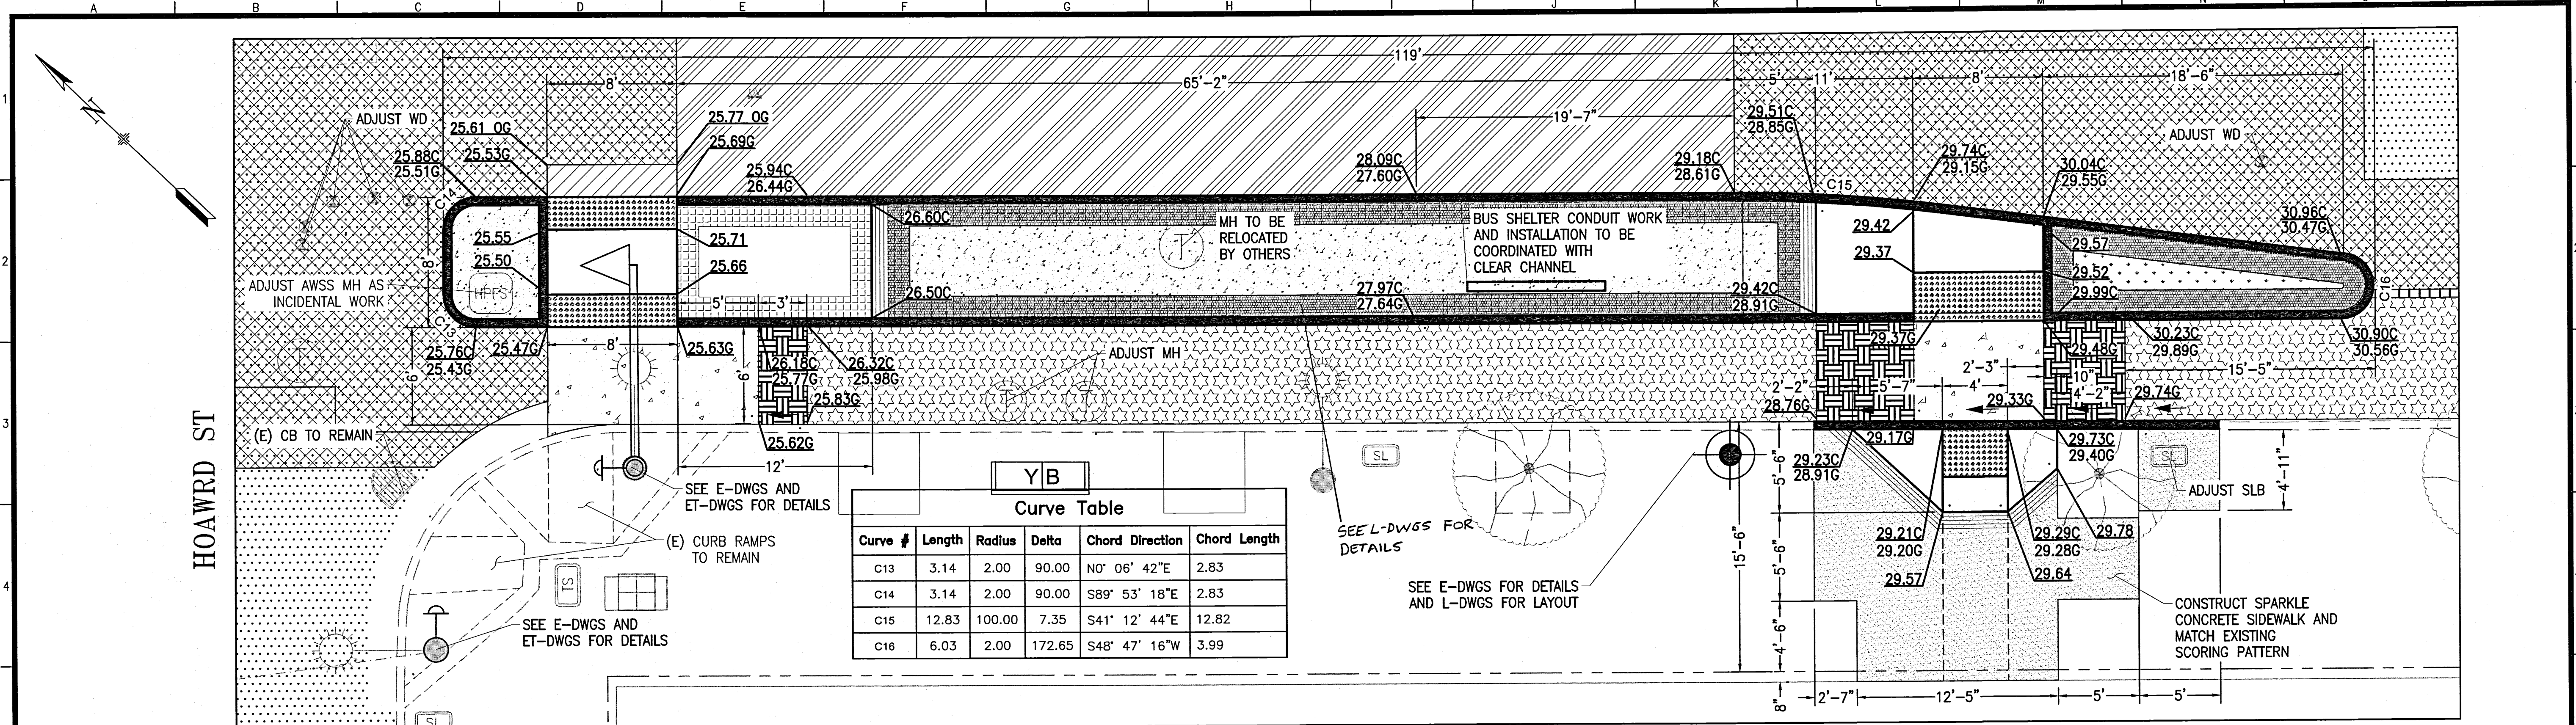 A B C D E F G H J K L M N
1
2
3
4
N
HOAWRD ST
119'
8'
65'-2"
5'
11'
8'
18'-6"
19'-7"
ADJUST WD
25.61 OG
25.77 OG
25.88C
25.51G
25.53G
25.69G
25.94C
26.44G
28.09C
27.60G
29.18C
28.61G
29.51C
28.85G
29.74C
29.15G
30.04C
29.55G
ADJUST WD
C14
C15
26.60C
MH TO BE
RELOCATED
BY OTHERS
T
BUS SHELTER CONDUIT WORK
AND INSTALLATION TO BE
COORDINATED WITH
CLEAR CHANNEL
30.96C
30.47G
25.55
25.71
25.50
25.66
29.42
29.37
29.57
29.52
29.99C
8'
ADJUST AWSS MH AS
INCIDENTAL WORK
HPFS
5'
3'
26.50C
27.97C
27.64G
29.42C
28.91G
C16
25.76C
25.43G
25.47G
8'
25.63G
6'
6'
26.18C
25.77G
26.32C
25.98G
25.83G
25.62G
ADJUST MH
T
29.37G
29.48G
30.23C
29.89G
30.90C
30.56G
2'-3"
10"
15'-5"
2'-2"
5'-7"
4'
4'-2"
28.76G
29.33G
29.74G
(E) CB TO REMAIN
12'
29.17G
29.73C
29.40G
29.23C
28.91G
SL
SL
ADJUST SLB
4'-11"
5'-6"
SEE E-DWGS AND
ET-DWGS FOR DETAILS
YB
(E) CURB RAMPS
TO REMAIN
TS
SEE L-DWGS FOR
DETAILS
15'-6"
5'-6"
4'-6"
8"
29.21C
29.20G
29.57
29.29C
29.28G
29.64
29.78
SEE E-DWGS FOR DETAILS
AND L-DWGS FOR LAYOUT
CONSTRUCT SPARKLE
CONCRETE SIDEWALK AND
MATCH EXISTING
SCORING PATTERN
SEE E-DWGS AND
ET-DWGS FOR DETAILS
SL
2'-7"
12'-5"
5'
5'
Curve Table
Curve # Length Radius Delta Chord Direction Chord Length
C13 3.14 2.00 90.00 N0° 06' 42"E 2.83
C14 3.14 2.00 90.00 S89° 53' 18"E 2.83
C15 12.83 100.00 7.35 S41° 12' 44"E 12.82
C16 6.03 2.00 172.65 S48° 47' 16"W 3.99